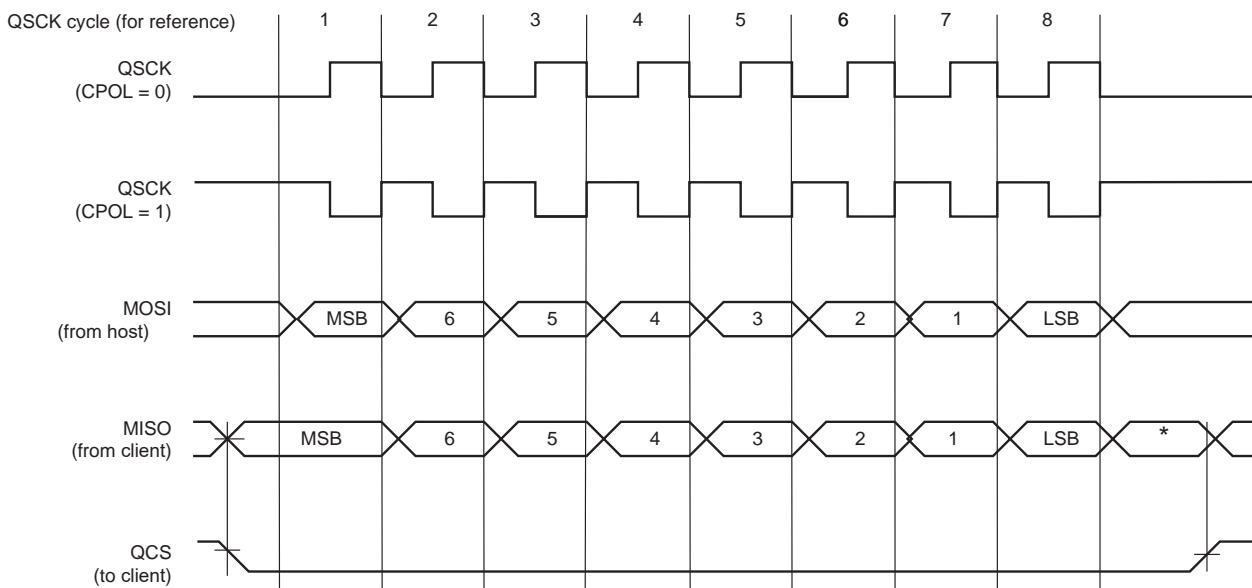 QSCK cycle (for reference) 1 2 3 4 5 6 7 8
QSCK
(CPOL = 0)
QSCK
(CPOL = 1)
MOSI
(from host)
MSB 6 5 4 3 2 1 LSB
MISO
(from client)
MSB 6 5 4 3 2 1 LSB *
QCS
(to client)